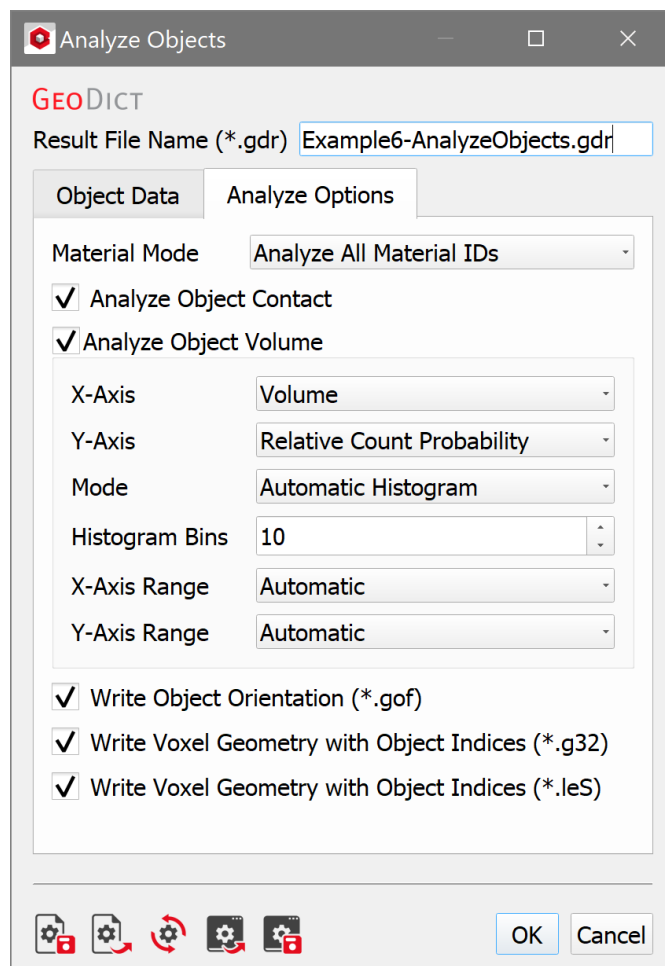 Analyze Objects
GEODICT
Result File Name (*.gdr) Example6-AnalyzeObjects.gdr
Object Data Analyze Options
Material Mode Analyze All Material IDs
Analyze Object Contact
Analyze Object Volume
X-Axis Volume
Y-Axis Relative Count Probability
Mode Automatic Histogram
Histogram Bins 10
X-Axis Range Automatic
Y-Axis Range Automatic
Write Object Orientation (*.gof)
Write Voxel Geometry with Object Indices (*.g32)
Write Voxel Geometry with Object Indices (*.leS)
OK Cancel